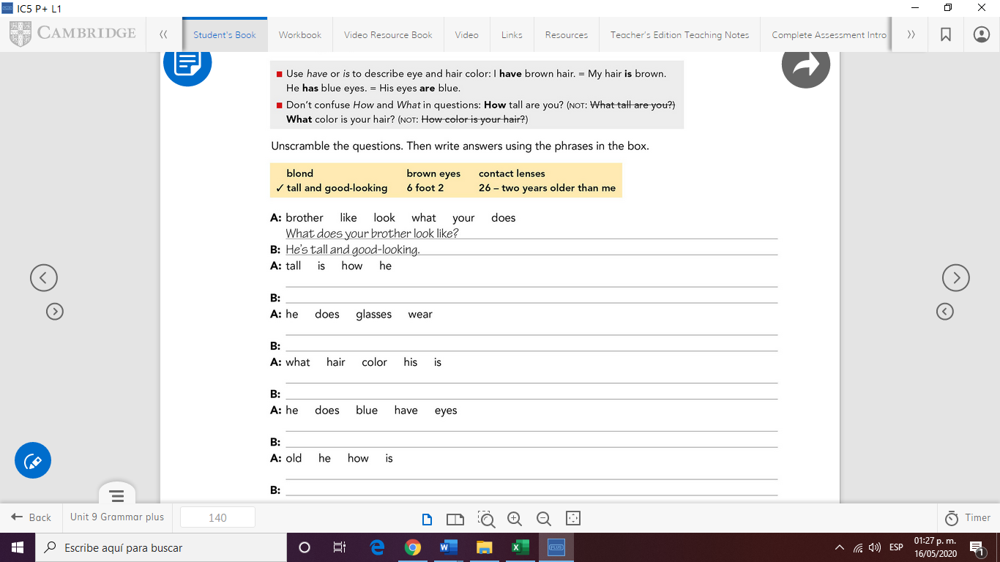 IC5 P+ L1
CAMBRIDGE
Student's Book
Workbook
Video Resource Book
Video
Links
Resources
Teacher's Edition Teaching Notes
Complete Assessment Intro
Use have or is to describe eye and hair color: I have brown hair. = My hair is brown.
He has blue eyes. = His eyes are blue.
Don't confuse How and What in questions: How tall are you? (NOT: What tall are you?)
What color is your hair? (NOT: How color is your hair?)
Unscramble the questions. Then write answers using the phrases in the box.
blond brown eyes contact lenses
✓ tall and good-looking 6 foot 2 26 – two years older than me
A: brother like look what your does
What does your brother look like?
B: He's tall and good-looking.
A: tall is how he
B:
A: he does glasses wear
B:
A: what hair color his is
B:
A: he does blue have eyes
B:
A: old he how is
B:
Back
Unit 9 Grammar plus
140
Timer
Escribe aquí para buscar
PLUS
ESP
01:27 p. m.
16/05/2020
1